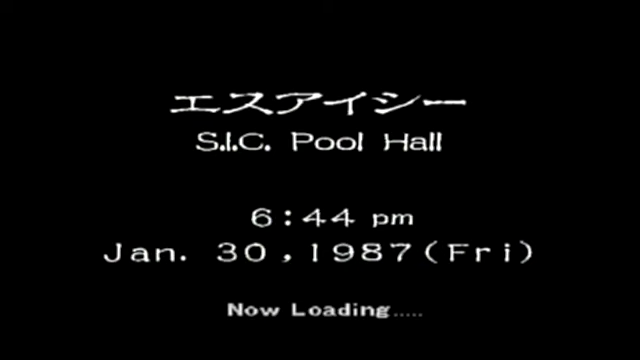 エスアイシー
S.I.C. Pool Hall
6:44 pm
Jan. 30,1987(Fri)
Now Loading.....